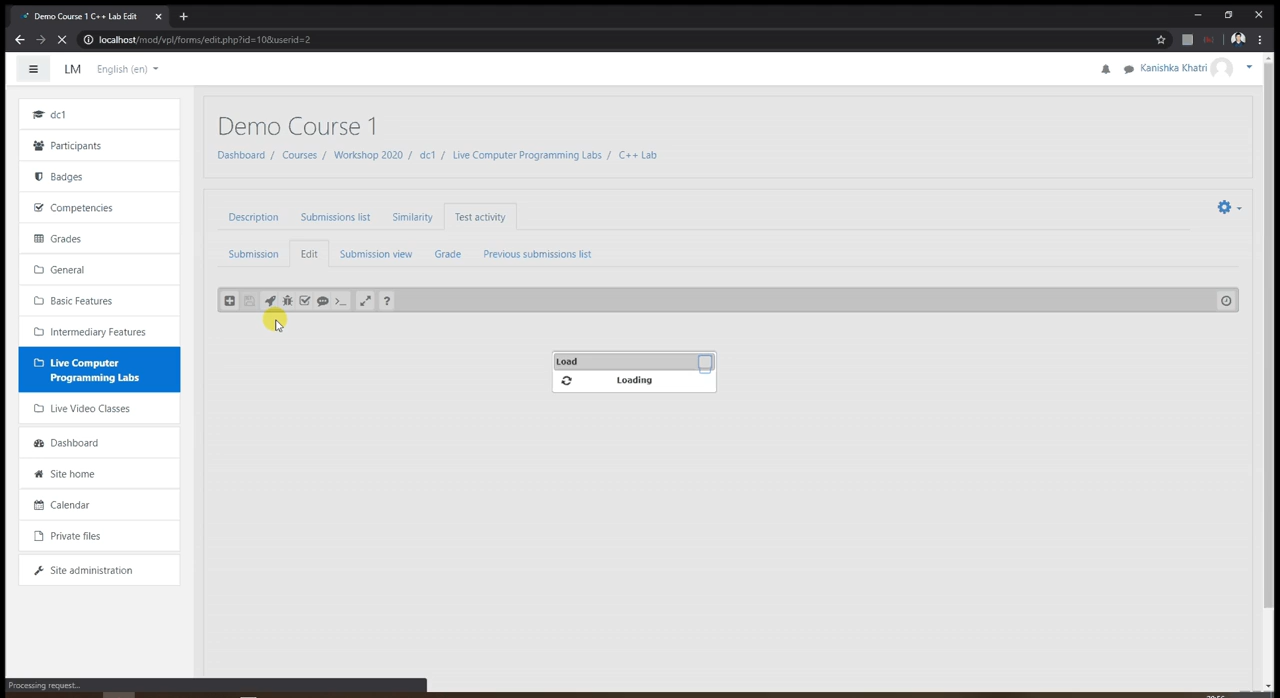 Demo Course 1 C++ Lab Edit
localhost/mod/vpl/forms/edit.php?id=10&userid=2
LM English (en)
Kanishka Khatri
dc1
Participants
Badges
Competencies
Grades
General
Basic Features
Intermediary Features
Live Computer
Programming Labs
Live Video Classes
Dashboard
Site home
Calendar
Private files
Site administration
Demo Course 1
Dashboard / Courses / Workshop 2020 / dc1 / Live Computer Programming Labs / C++ Lab
Description Submissions list Similarity Test activity
Submission Edit Submission view Grade Previous submissions list
Load
Loading
Processing request...